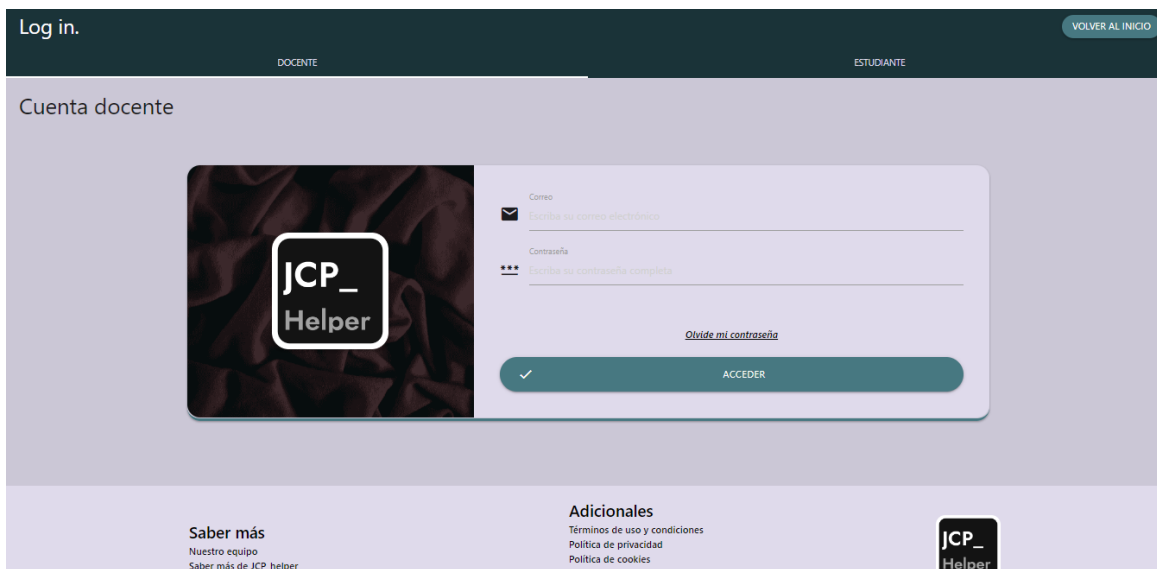 Log in.
VOLVER AL INICIO
DOCENTE
ESTUDIANTE
Cuenta docente
JCP_
Helper
Correo
Escriba su correo electrónico
Contraseña
***
Escriba su contraseña completa
Olvide mi contraseña
ACCEDER
Saber más
Nuestro equipo
Saber más de JCP_helper
Adicionales
Términos de uso y condiciones
Política de privacidad
Política de cookies
JCP_
Helper